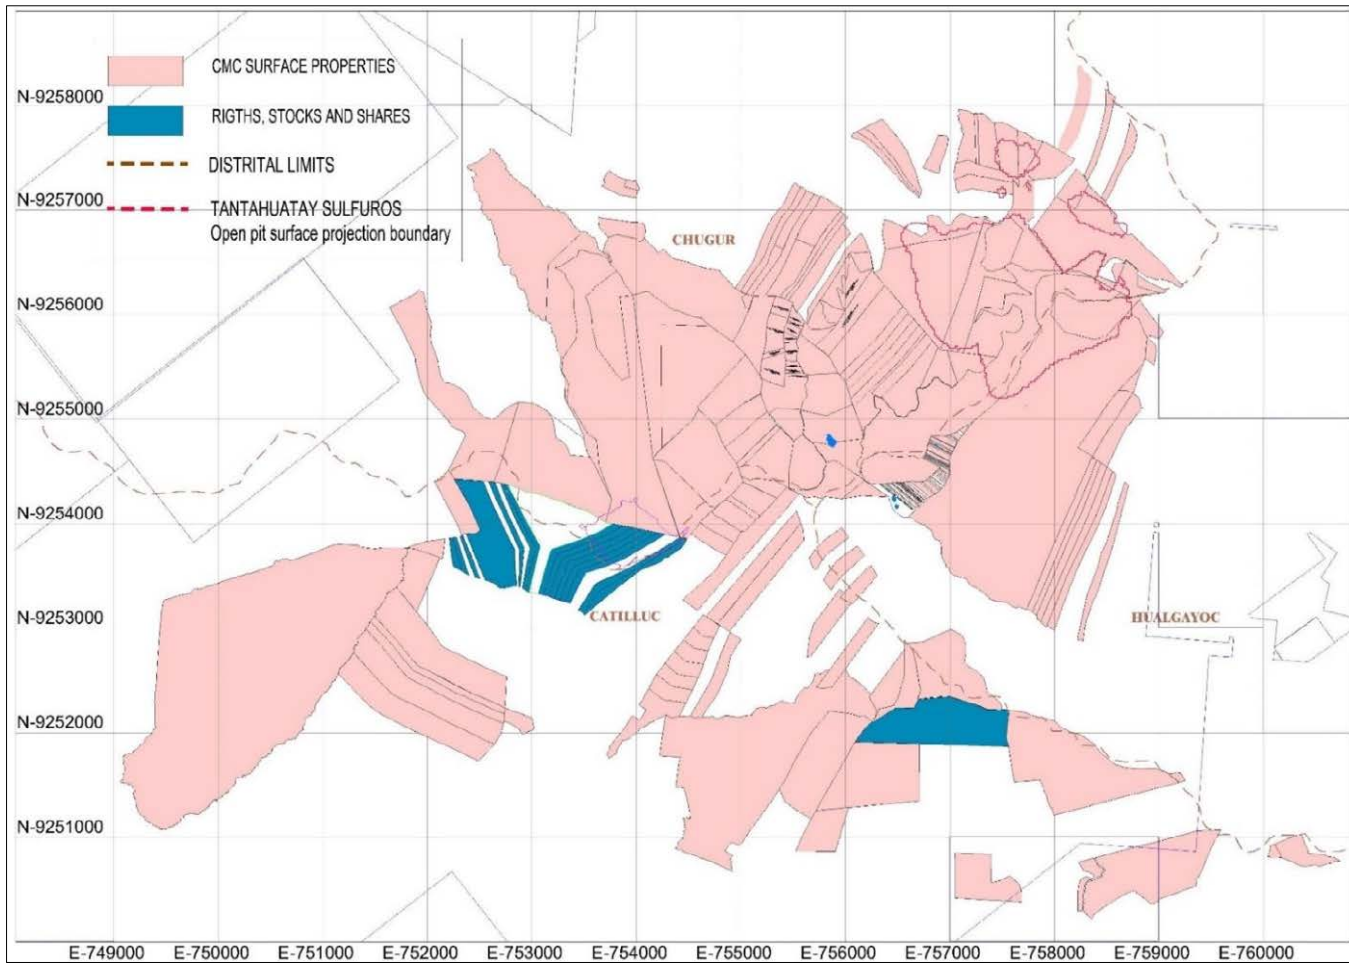 CMC SURFACE PROPERTIES
N-9258000
RIGTHS, STOCKS AND SHARES
DISTRITAL LIMITS
N-9257000
TANTAHUATAY SULFUROS
Open pit surface projection boundary
CHUGUR
N-9256000
N-9255000
N-9254000
N-9253000
CATILLUC
HUALGAYOC
N-9252000
N-9251000
E-749000 E-750000 E-751000 E-752000 E-753000 E-754000 E-755000 E-756000 E-757000 E-758000 E-759000 E-760000